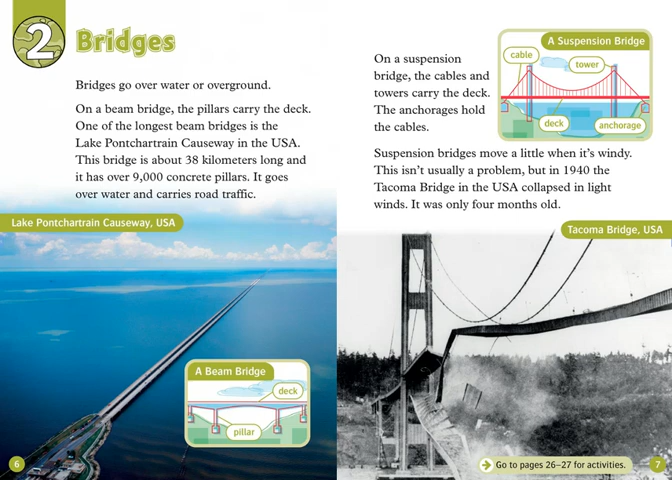 2 Bridges
Bridges go over water or overground.
On a beam bridge, the pillars carry the deck.
One of the longest beam bridges is the
Lake Pontchartrain Causeway in the USA.
This bridge is about 38 kilometers long and
it has over 9,000 concrete pillars. It goes
over water and carries road traffic.
Lake Pontchartrain Causeway, USA
A Beam Bridge
deck
pillar
6
On a suspension
bridge, the cables and
towers carry the deck.
The anchorages hold
the cables.
A Suspension Bridge
cable
tower
deck
anchorage
Suspension bridges move a little when it's windy.
This isn't usually a problem, but in 1940 the
Tacoma Bridge in the USA collapsed in light
winds. It was only four months old.
Tacoma Bridge, USA
Go to pages 26–27 for activities.
7